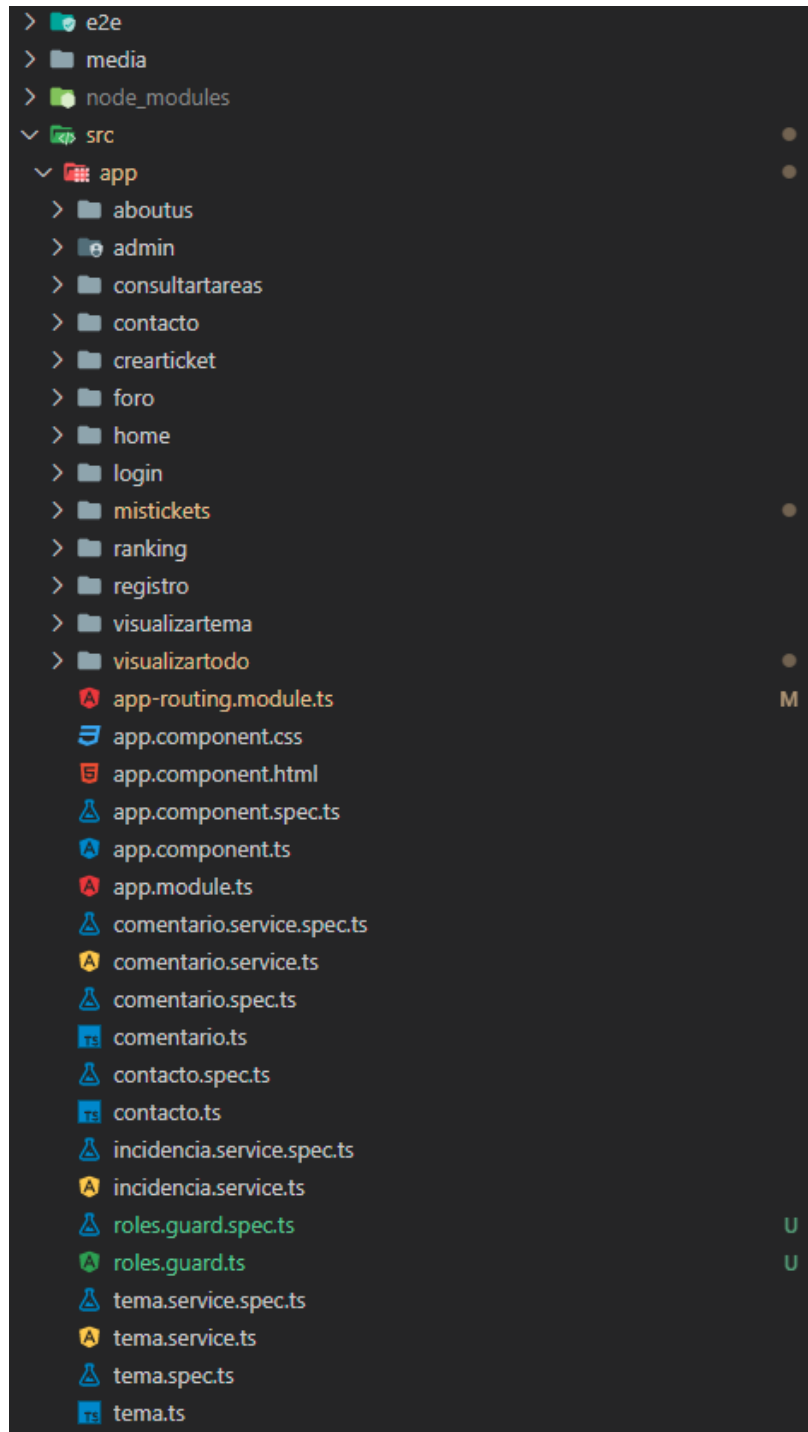 e2e
media
node_modules
src
app
aboutus
admin
consultartareas
contacto
crearticket
foro
home
login
mistickets
ranking
registro
visualizartema
visualizartodo
app-routing.module.ts M
app.component.css
app.component.html
app.component.spec.ts
app.component.ts
app.module.ts
comentario.service.spec.ts
comentario.service.ts
comentario.spec.ts
comentario.ts
contacto.spec.ts
contacto.ts
incidencia.service.spec.ts
incidencia.service.ts
roles.guard.spec.ts U
roles.guard.ts U
tema.service.spec.ts
tema.service.ts
tema.spec.ts
tema.ts